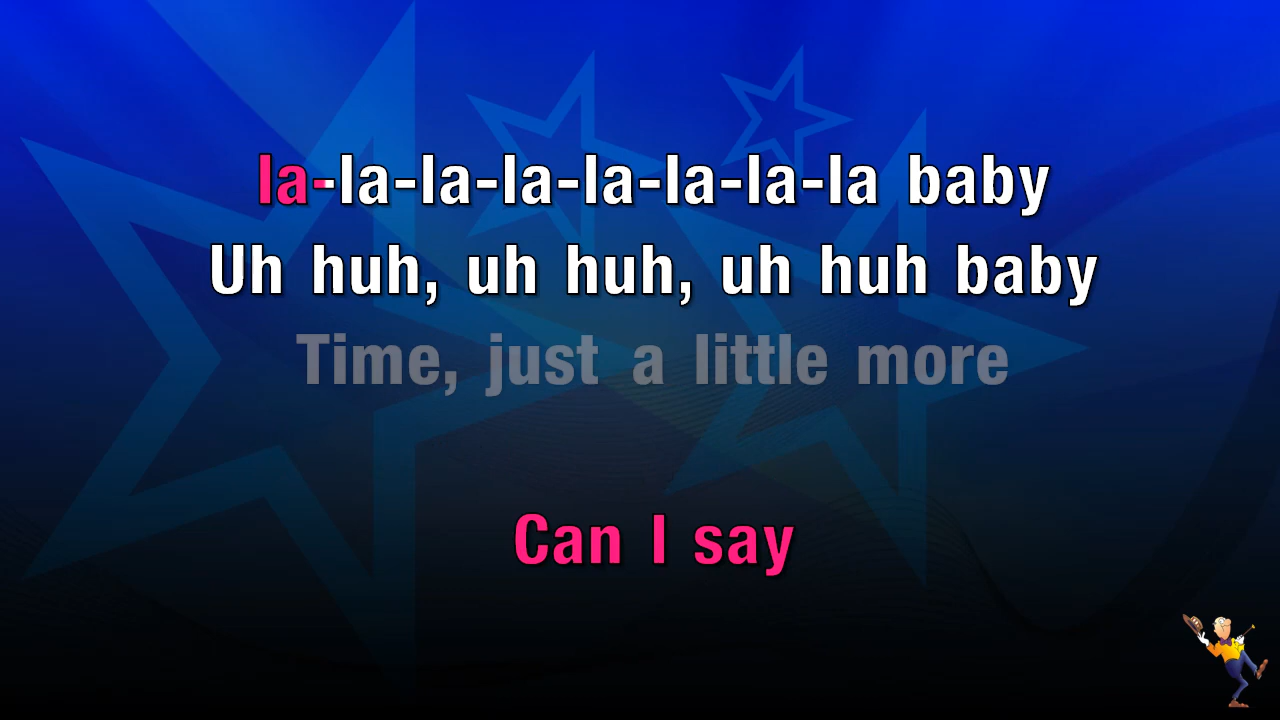 la-la-la-la-la-la-la-la baby
Uh huh, uh huh, uh huh baby
Time, just a little more
Can I say